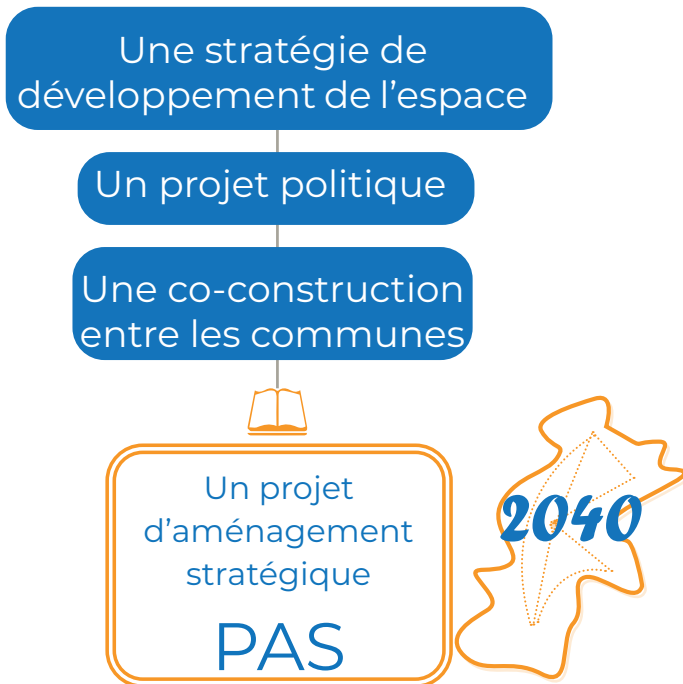 Une stratégie de
développement de l’espace
Un projet politique
Une co-construction
entre les communes
Un projet
d’aménagement
stratégique
PAS
2040